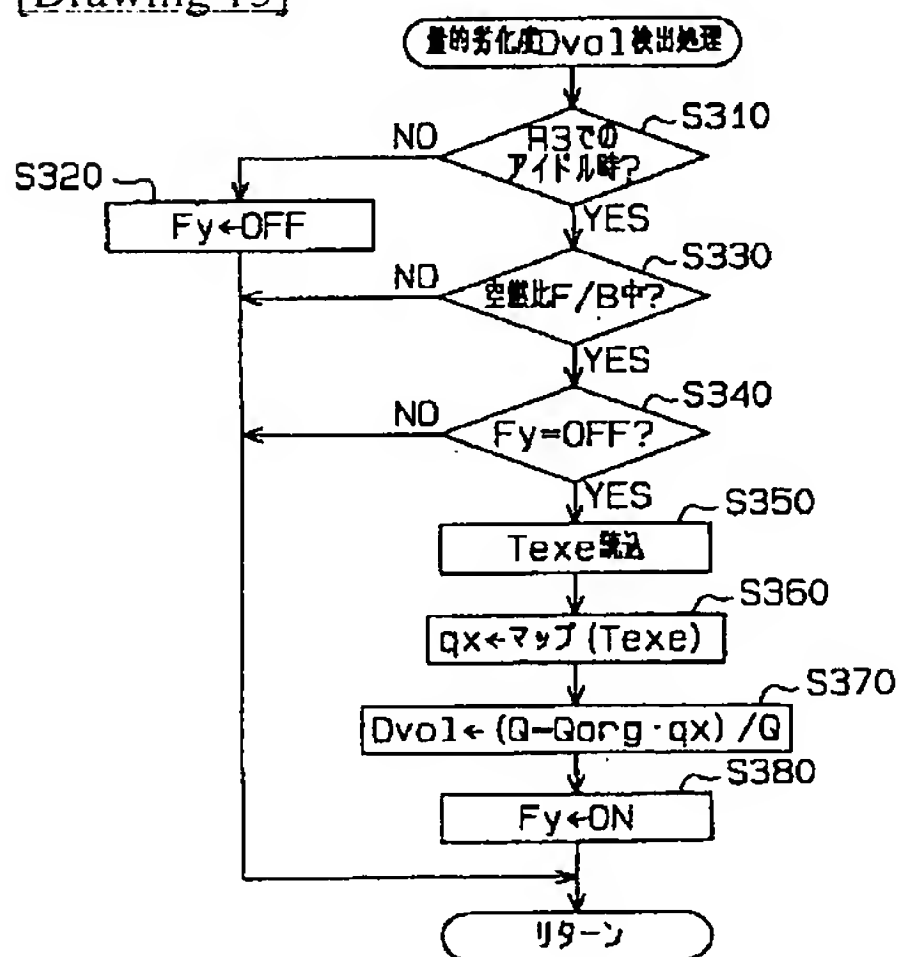 [Drawing 15]
量的劣化度Dvol検出処理
S310
A3での
アイドル時?
NO
YES
S320
Fy←OFF
S330
空燃比F/B中?
NO
YES
S340
Fy=OFF?
NO
YES
S350
Texe読込
S360
qx←マップ(Texe)
S370
Dvol←(Q-Qorg·qx)/Q
S380
Fy←ON
リターン